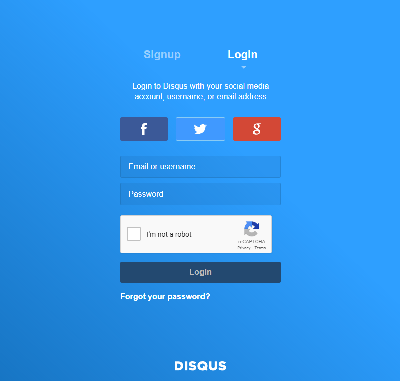 Signup Login
Login to Disqus with your social media
account, username, or email address
f g
Email or username
Password
I'm not a robot
reCAPTCHA
Privacy - Terms
Login
Forgot your password?
DISQUS